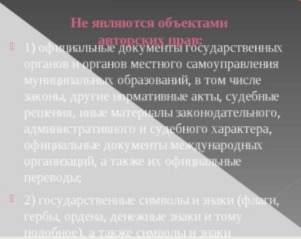 Не являются объектами
авторских прав:
1) официальные документы государственных
органов и органов местного самоуправления
муниципальных образований, в том числе
законы, другие нормативные акты, судебные
решения, иные материалы законодательного,
административного и судебного характера,
официальные документы международных
организаций, а также их официальные
переводы;
2) государственные символы и знаки (флаги,
гербы, ордена, денежные знаки и тому
подобное), а также символы и знаки